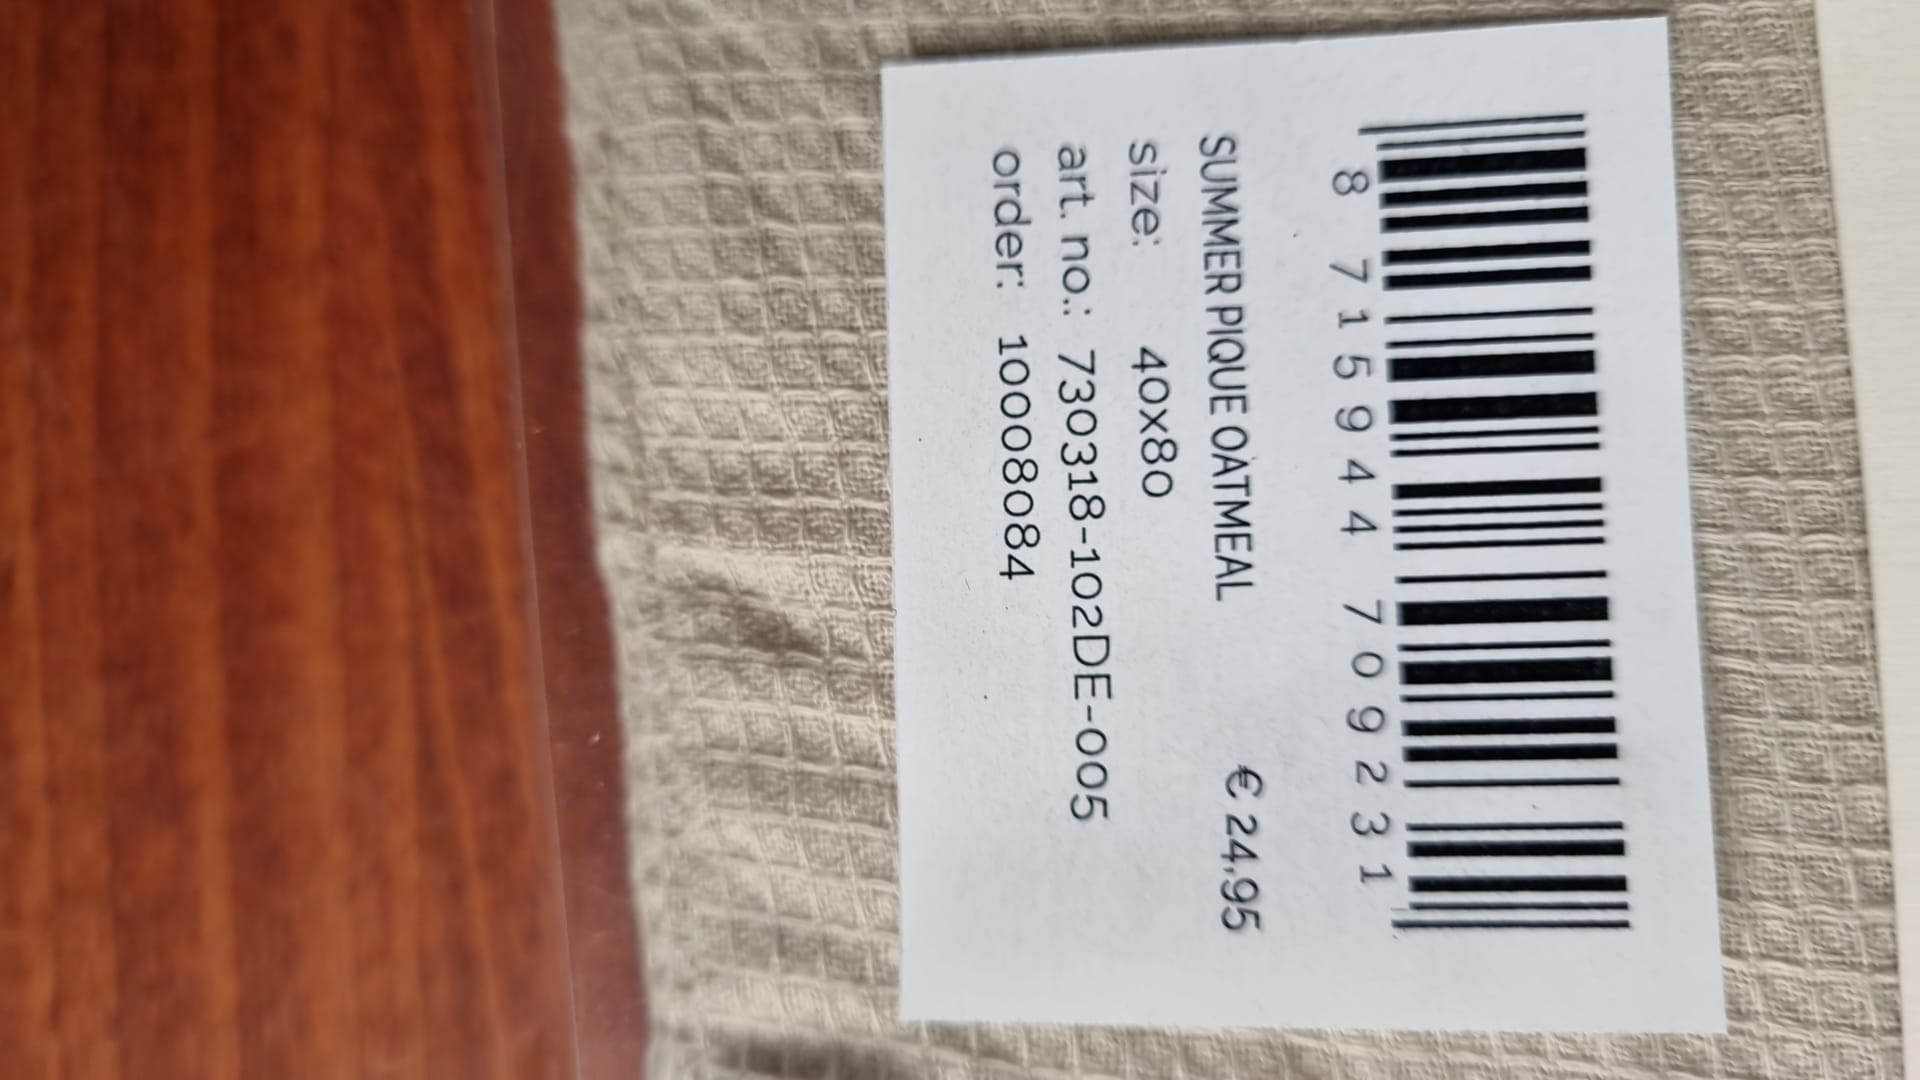 8 715944 709231
SUMMER PIQUE OATMEAL € 24,95
size: 40x80
art. no.: 730318-102DE-005
order: 10008084